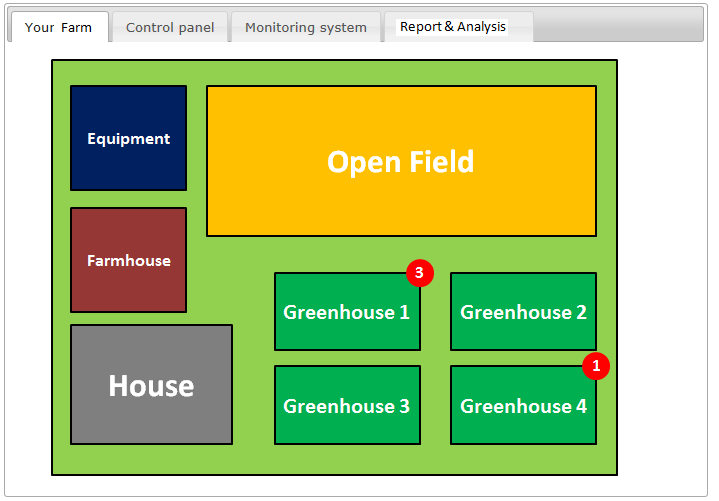 Your Farm
Control panel
Monitoring system
Report & Analysis
Equipment
Open Field
Farmhouse
3
Greenhouse 1
Greenhouse 2
House
1
Greenhouse 3
Greenhouse 4